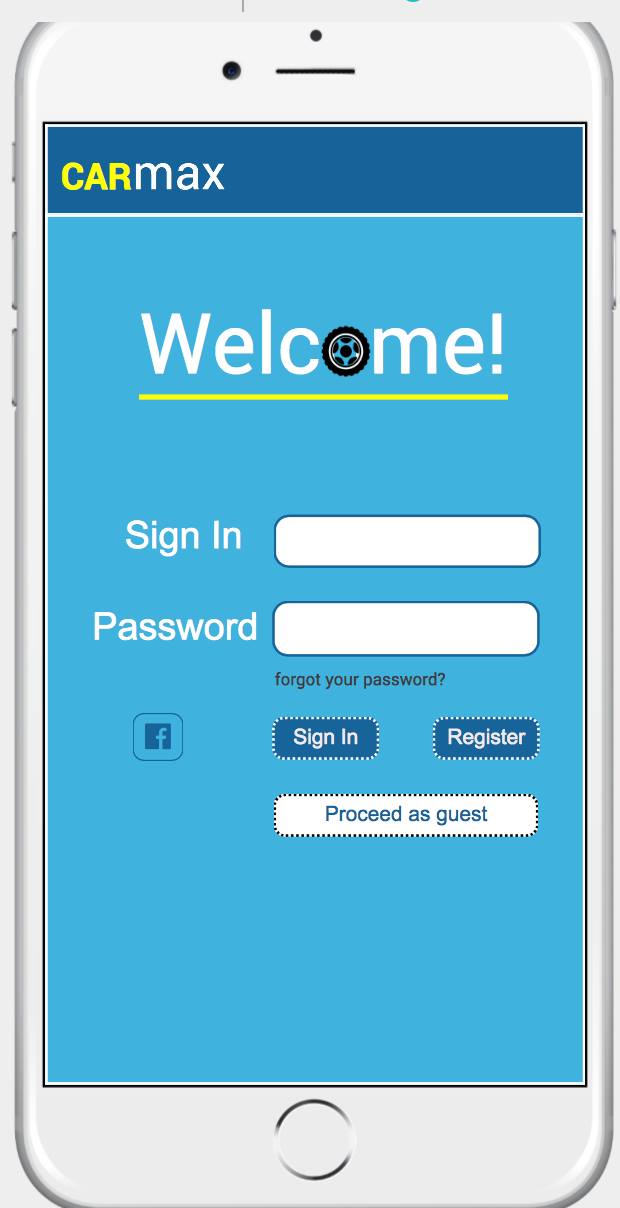 CARmax
Welcome!
Sign In
Password
forgot your password?
Sign In Register
Proceed as guest